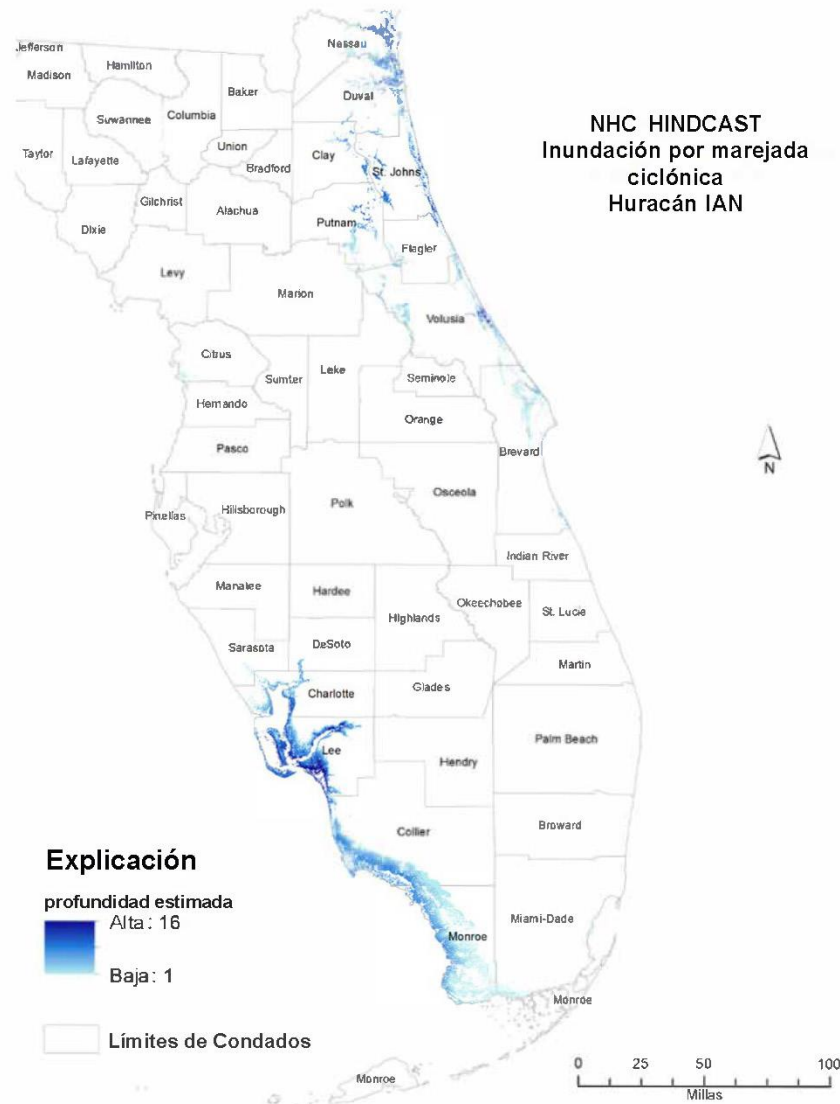 NHC HINDCAST
Inundación por marejada
ciclónica
Huracán IAN
Jefferson
Madison
Hamilton
Nassau
Baker
Columbia
Duval
Suwannee
Taylor
Lafayette
Union
Bradford
Clay
St. Johns
Gilchrist
Alachua
Putnam
Dixie
Flagler
Levy
Marion
Volusia
Citrus
Sumter
Lake
Seminole
Hernando
Orange
Pasco
Brevard
Pinellas
Hillsborough
Polk
Osceola
Indian River
Manatee
Hardee
Highlands
Okeechobee
St. Lucie
Sarasota
DeSoto
Martin
Charlotte
Glades
Lee
Hendry
Palm Beach
Collier
Broward
Miami-Dade
Monroe
Monroe
Monroe
N
Explicación
profundidad estimada
Alta: 16
Baja: 1
Límites de Condados
0 25 50 100
Millas